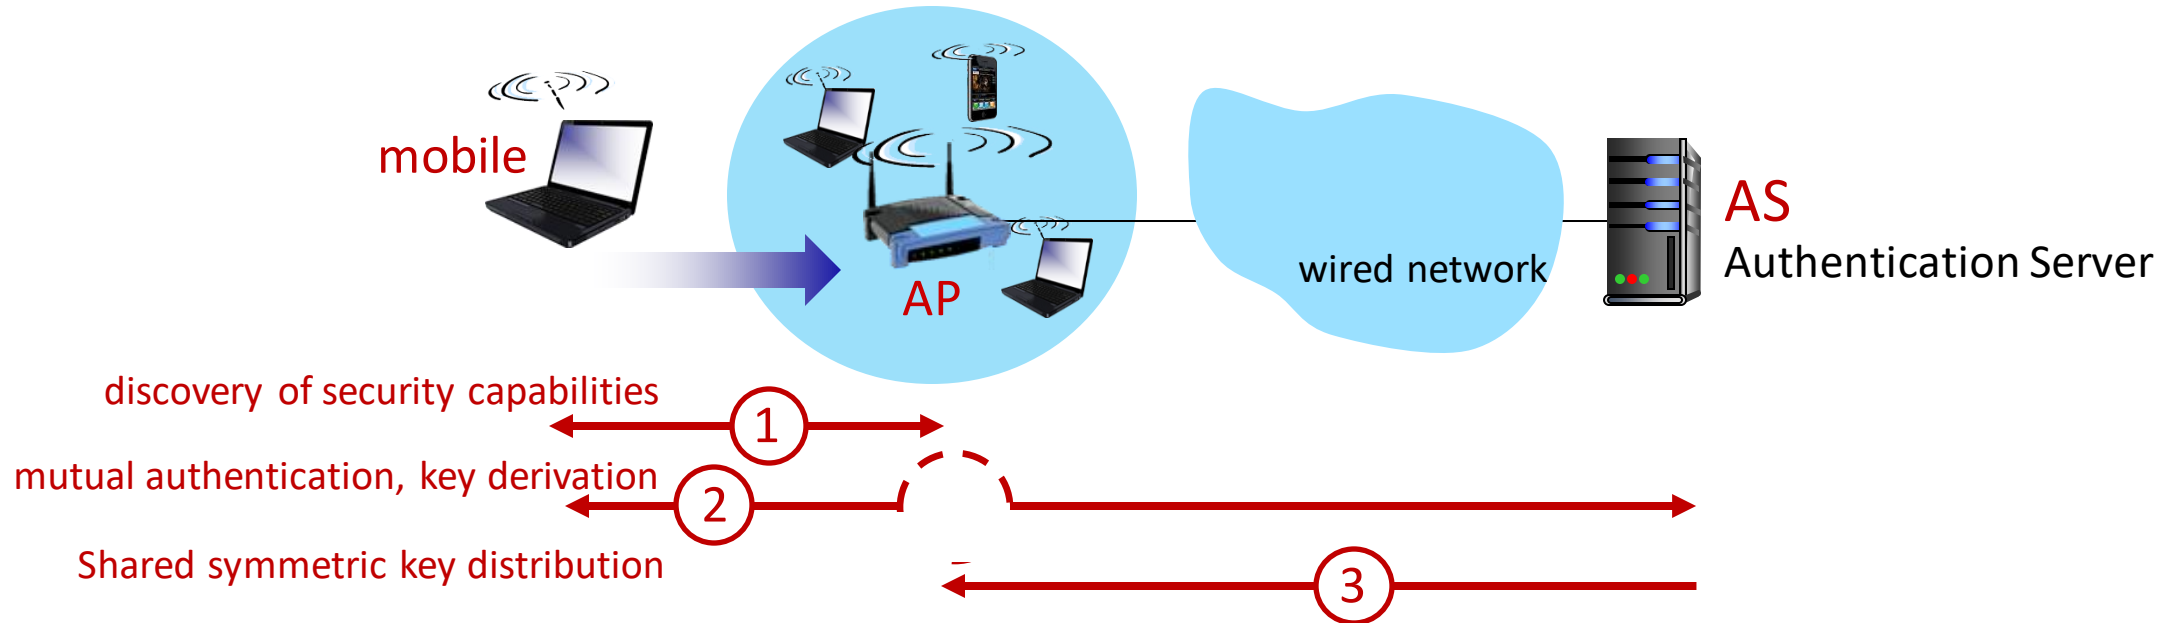 mobile
AP
wired network
AS
Authentication Server
discovery of security capabilities
1
mutual authentication, key derivation
2
Shared symmetric key distribution
3